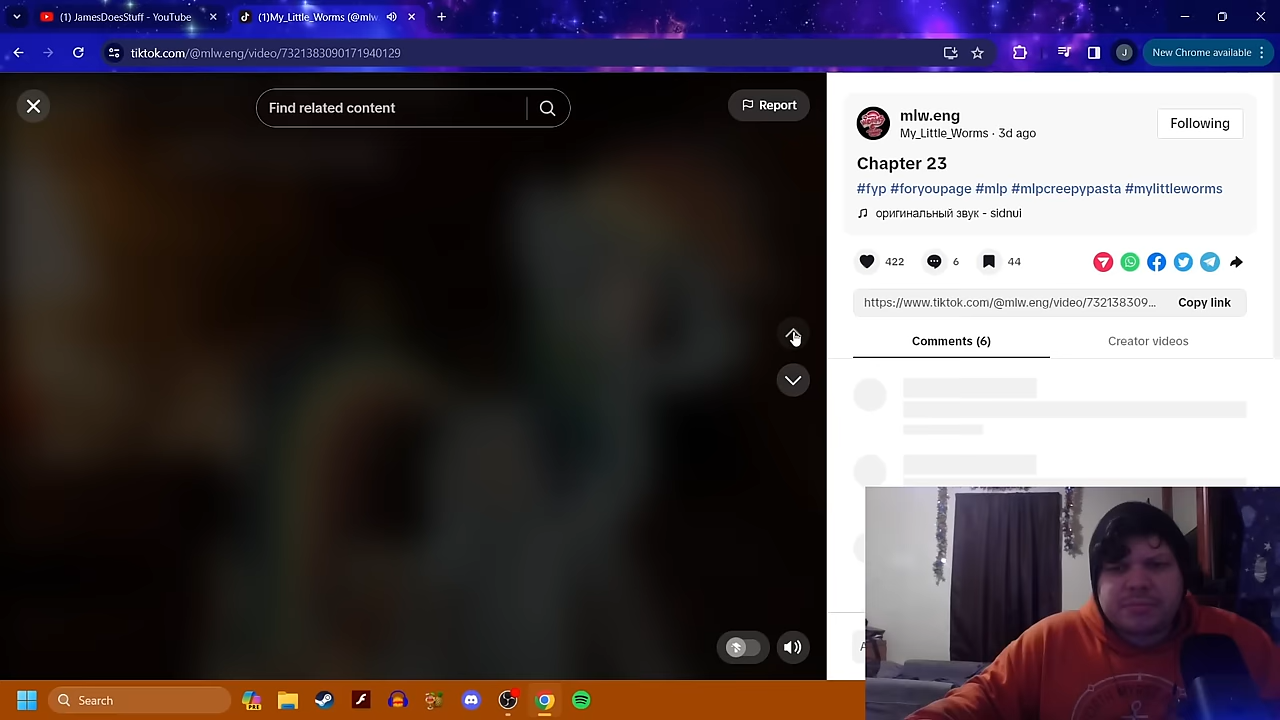 (1) JamesDoesStuff - YouTube
(1)My_Little_Worms (@mlw
tiktok.com/@mlw.eng/video/7321383090171940129
J
New Chrome available
Find related content
Report
mlw.eng
My_Little_Worms · 3d ago
Following
Chapter 23
#fyp #foryoupage #mlp #mlpcreepypasta #mylittleworms
оригинальный звук - sidnui
422
6
44
https://www.tiktok.com/@mlw.eng/video/732138309...
Copy link
Comments (6)
Creator videos
Search
PRE